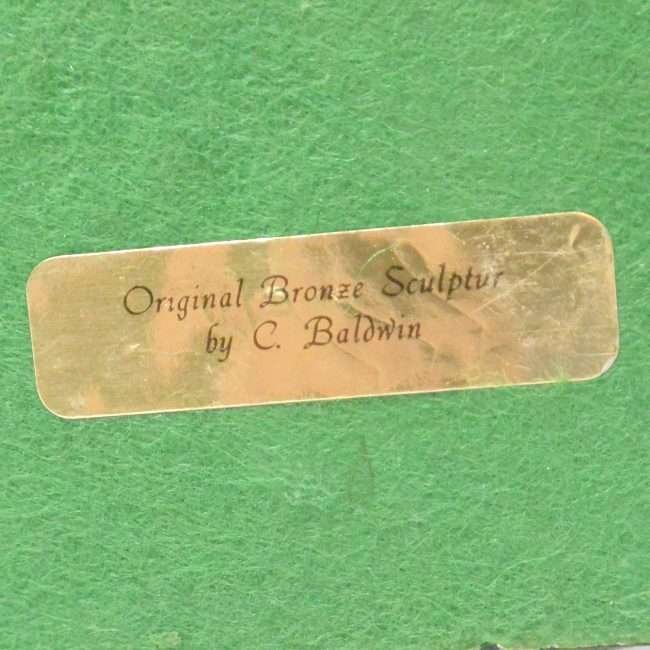 Original Bronze Sculptur
by C. Baldwin